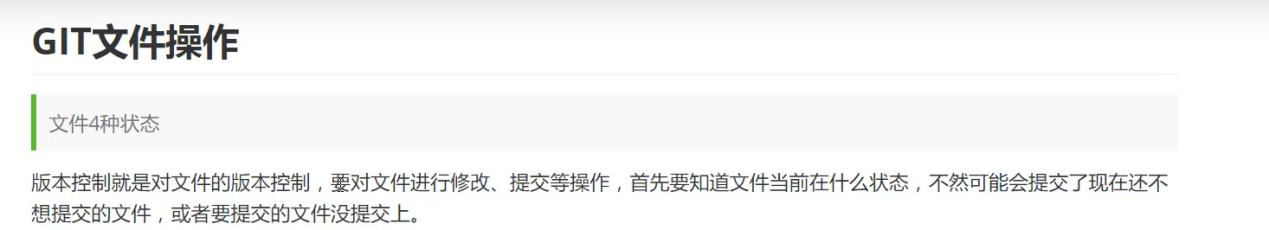 GIT文件操作
文件4种状态
版本控制就是对文件的版本控制，要对文件进行修改、提交等操作，首先要知道文件当前在什么状态，不然可能会提交了现在还不
想提交的文件，或者要提交的文件没提交上。